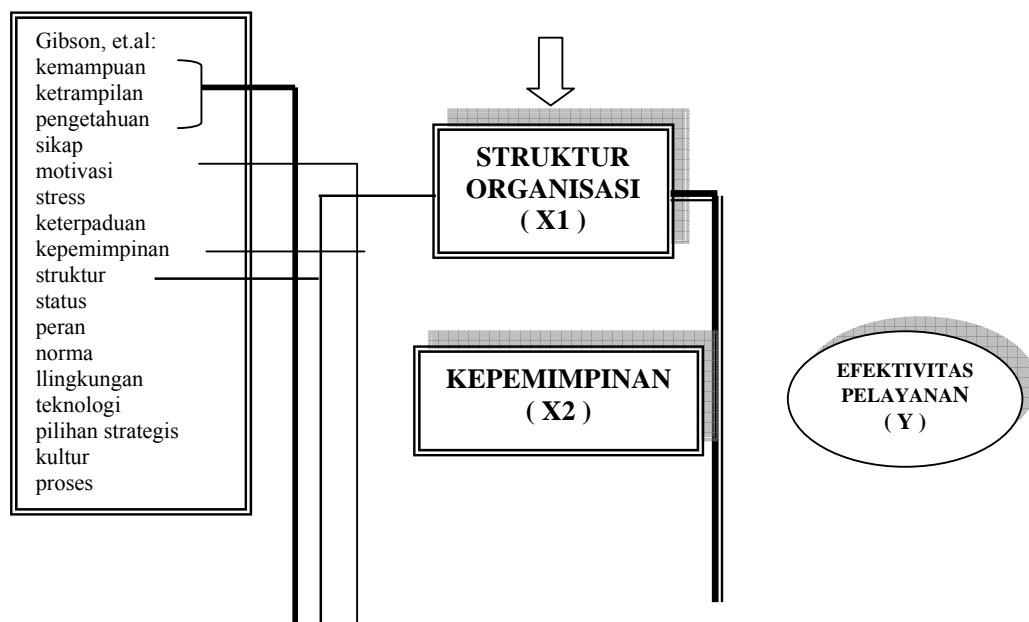 Gibson, et.al:
kemampuan
ketrampilan
pengetahuan
sikap
motivasi
stress
keterpaduan
kepemimpinan
struktur
status
peran
norma
llingkungan
teknologi
pilihan strategis
kultur
proses
STRUKTUR
ORGANISASI
( X1 )
KEPEMIMPINAN
( X2 )
EFEKTIVITAS
PELAYANAN
( Y )